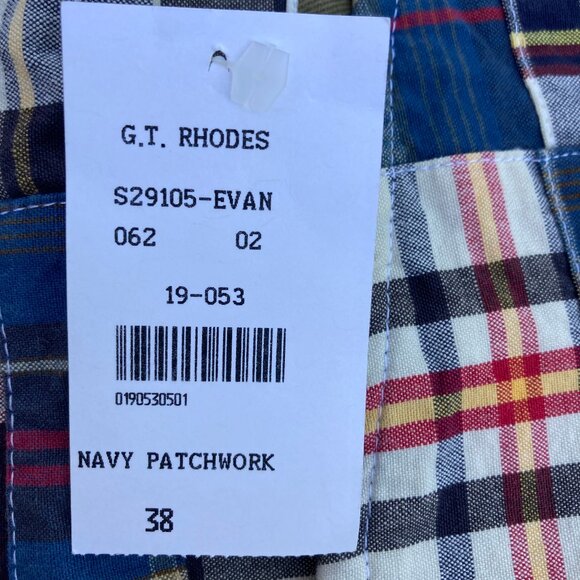 G.T. RHODES
S29105-EVAN
062 02
19-053
0190530501
NAVY PATCHWORK
38